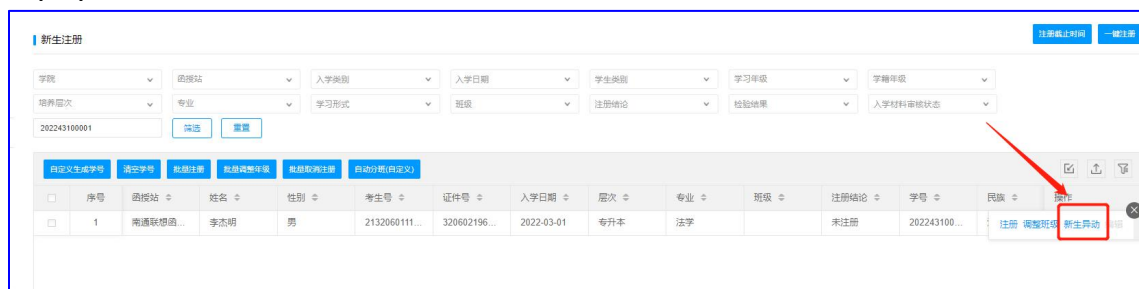 新生注册
注册截止时间 一键注册
学院 函授站 入学类别 入学日期 学生类别 学习年级 学籍年级
培养层次 专业 学习形式 班级 注册结论 检验结果 入学材料审核状态
202243100001 筛选 重置
自定义生成学号 清空学号 批量注册 批量调整年级 批量取消注册 自动分班(自定义)
序号 函授站 姓名 性别 考生号 证件号 入学日期 层次 专业 班级 注册结论 学号 民族 操作
1 南通联想函... 李杰明 男 2132060111... 320602196... 2022-03-01 专升本 法学 未注册 202243100... 注册 调整班级 新生异动